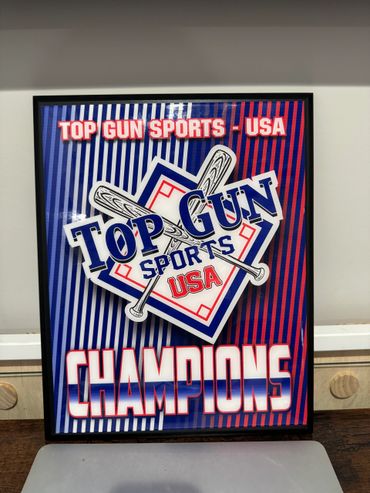 TOP GUN SPORTS - USA
TOP GUN
SPORTS
USA
CHAMPIONS